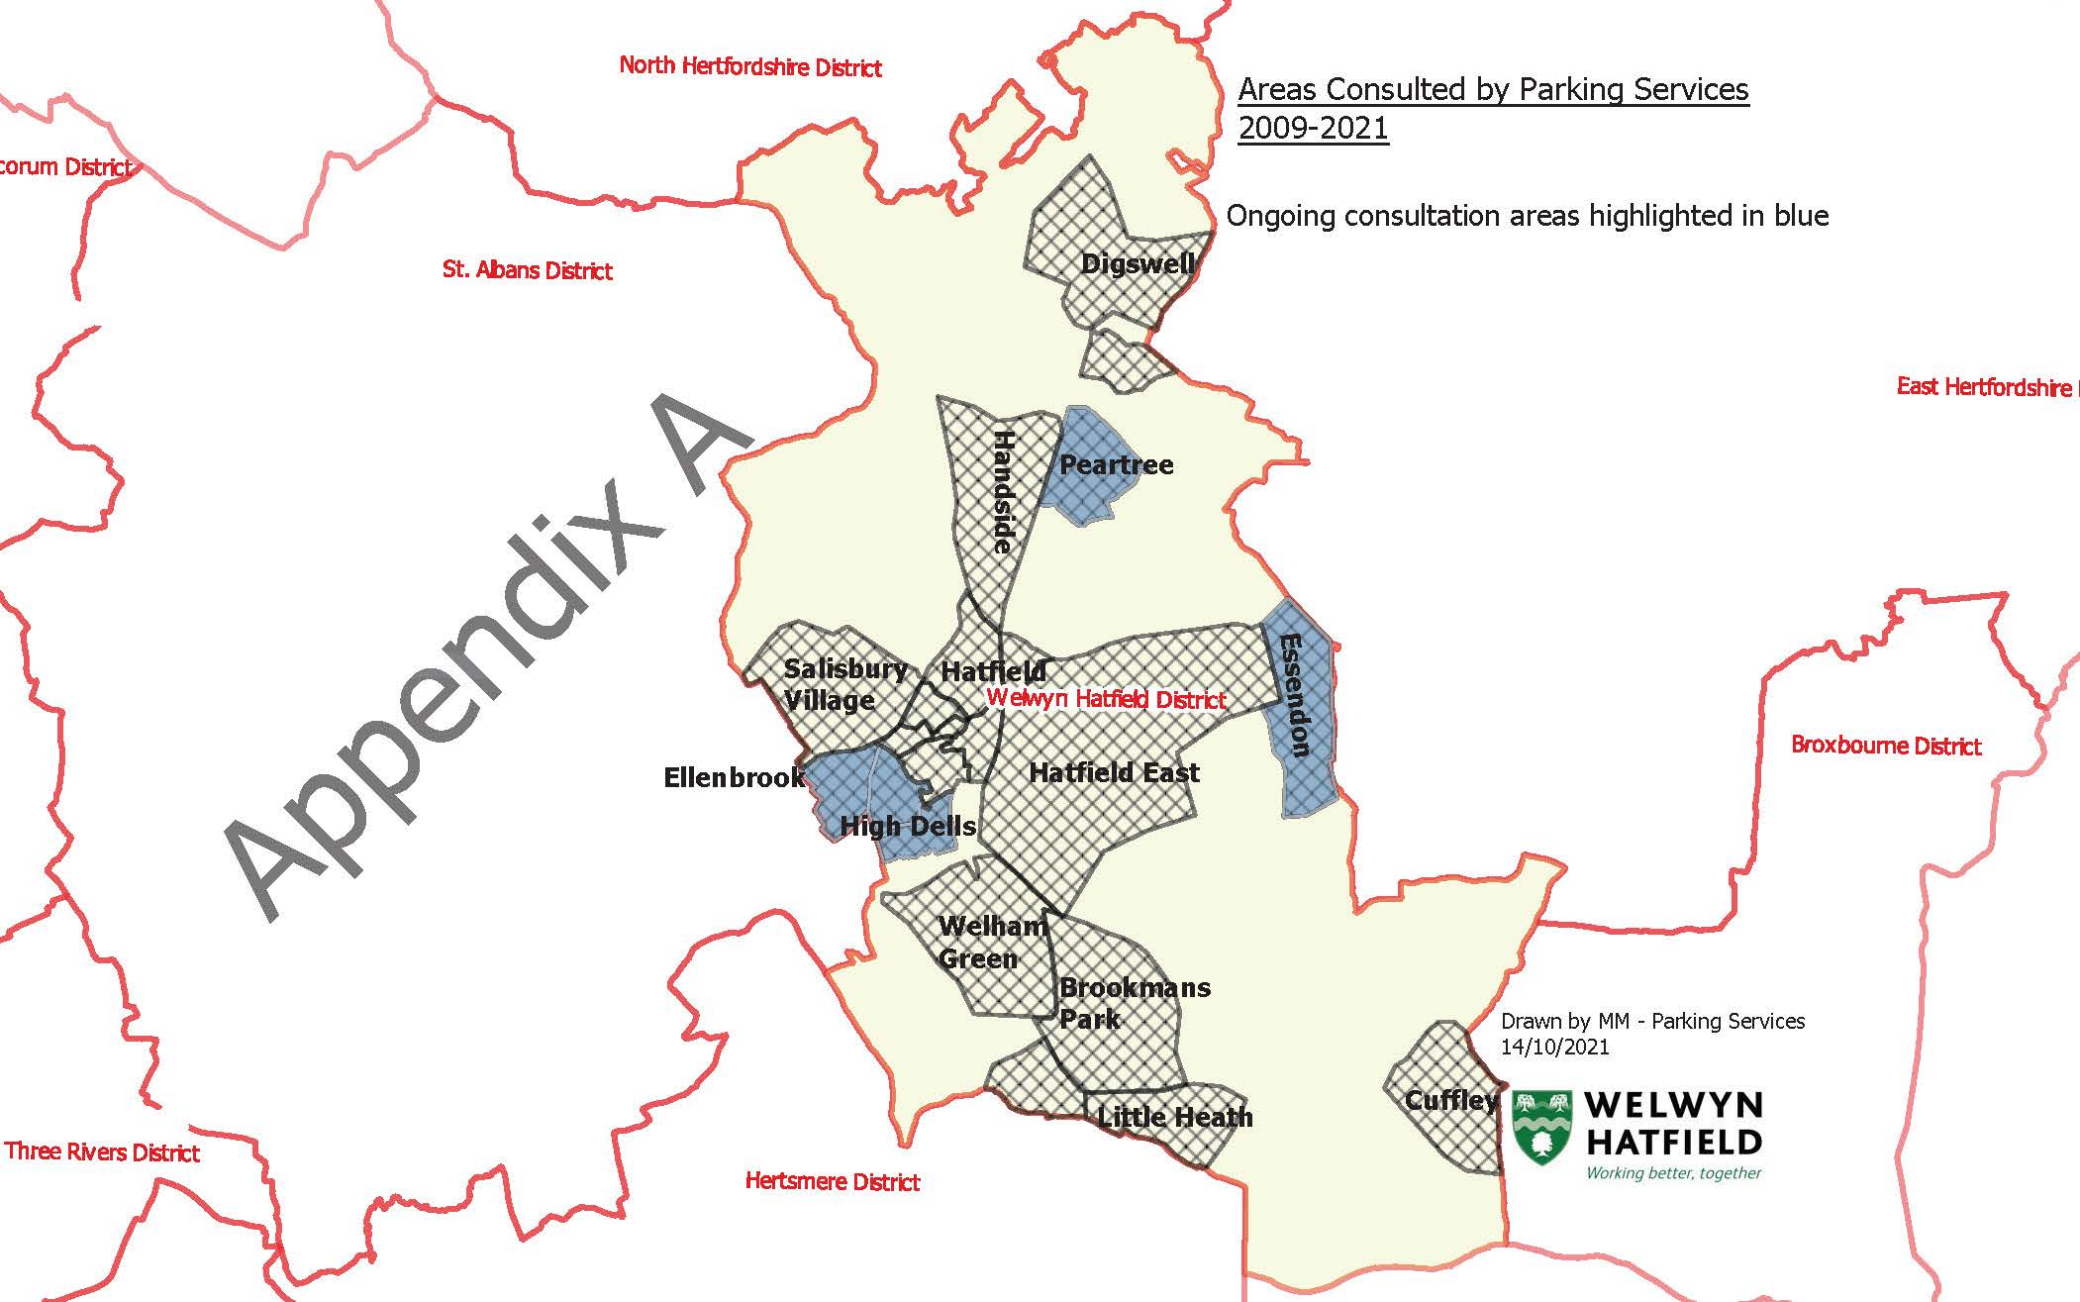 North Hertfordshire District
Areas Consulted by Parking Services
2009-2021
corum District
Ongoing consultation areas highlighted in blue
St. Albans District
Digswell
East Hertfordshire
Appendix A
Handside
Peartree
Salisbury
Village
Hatfield
Welwyn Hatfield District
Essendon
Broxbourne District
Ellenbrook
Hatfield East
High Dells
Welham
Green
Brookmans
Park
Drawn by MM - Parking Services
14/10/2021
Cuffley
Little Heath
WELWYN
HATFIELD
Working better, together
Three Rivers District
Hertsmere District